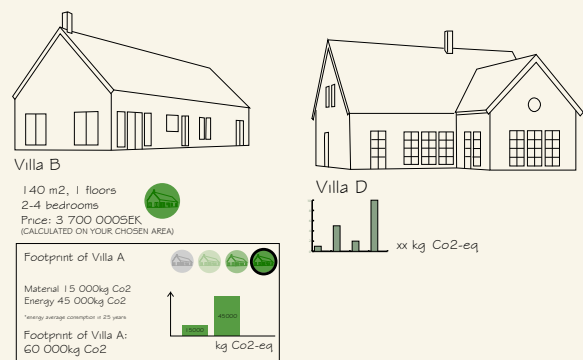 Villa B
140 m2, 1 floors
2-4 bedrooms
Price: 3 700 000SEK
(CALCULATED ON YOUR CHOSEN AREA)
Footprint of Villa A
Material 15 000kg Co2
Energy 45 000kg Co2
*energy average consmtion in 25 years
Footprint of Villa A:
60 000kg Co2
15000
45000
kg Co2-eq
Villa D
xx kg Co2-eq